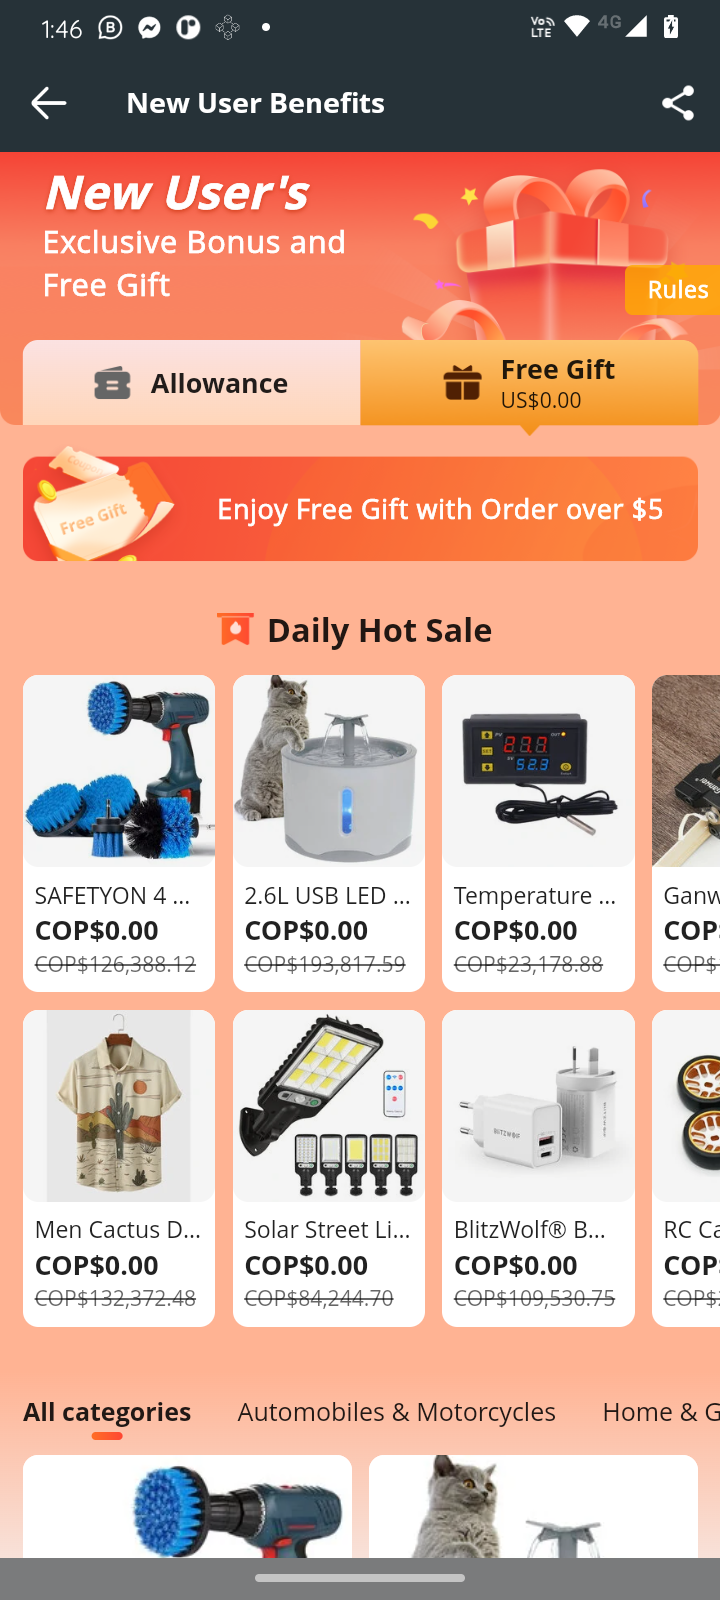 1:46
4G
VoLTE
New User Benefits
New User's
Exclusive Bonus and
Free Gift
Rules
Allowance
Free Gift
US$0.00
Coupons
Free Gift
Enjoy Free Gift with Order over $5
Daily Hot Sale
SAFETYON 4 ...
COP$0.00
COP$126,388.12
2.6L USB LED ...
COP$0.00
COP$193,817.59
Temperature ...
COP$0.00
COP$23,178.88
Ganw
COP
COP$
Men Cactus D...
COP$0.00
COP$132,372.48
Solar Street Li...
COP$0.00
COP$84,244.70
BLITZWOLF
BlitzWolf® B...
COP$0.00
COP$109,530.75
RC Ca
COP
COP$
All categories
Automobiles & Motorcycles
Home & G